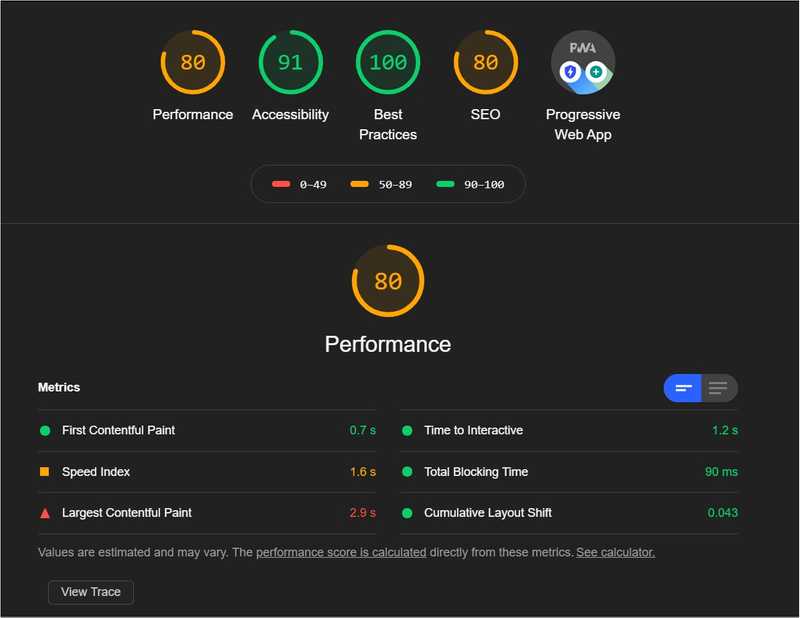 80 91 100 80 PWA
Performance Accessibility Best Practices SEO Progressive Web App
0–49 50–89 90–100
80
Performance
Metrics
First Contentful Paint 0.7 s
Time to Interactive 1.2 s
Speed Index 1.6 s
Total Blocking Time 90 ms
Largest Contentful Paint 2.9 s
Cumulative Layout Shift 0.043
Values are estimated and may vary. The performance score is calculated directly from these metrics. See calculator.
View Trace